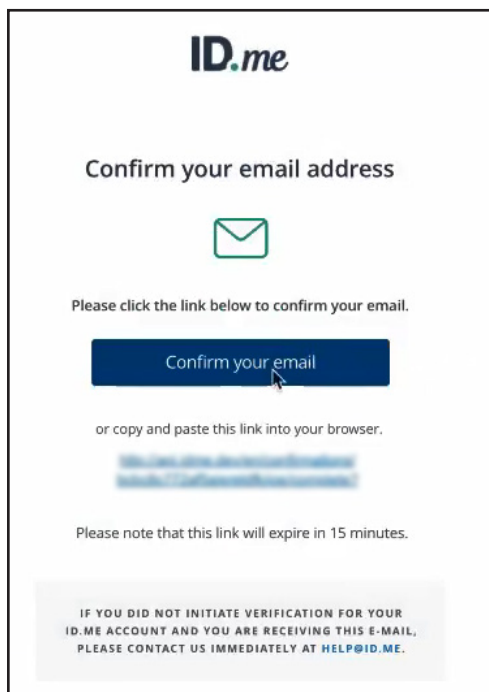 ID.me
Confirm your email address
Please click the link below to confirm your email.
Confirm your email
or copy and paste this link into your browser.
Please note that this link will expire in 15 minutes.
IF YOU DID NOT INITIATE VERIFICATION FOR YOUR
ID.ME ACCOUNT AND YOU ARE RECEIVING THIS E-MAIL,
PLEASE CONTACT US IMMEDIATELY AT HELP@ID.ME.